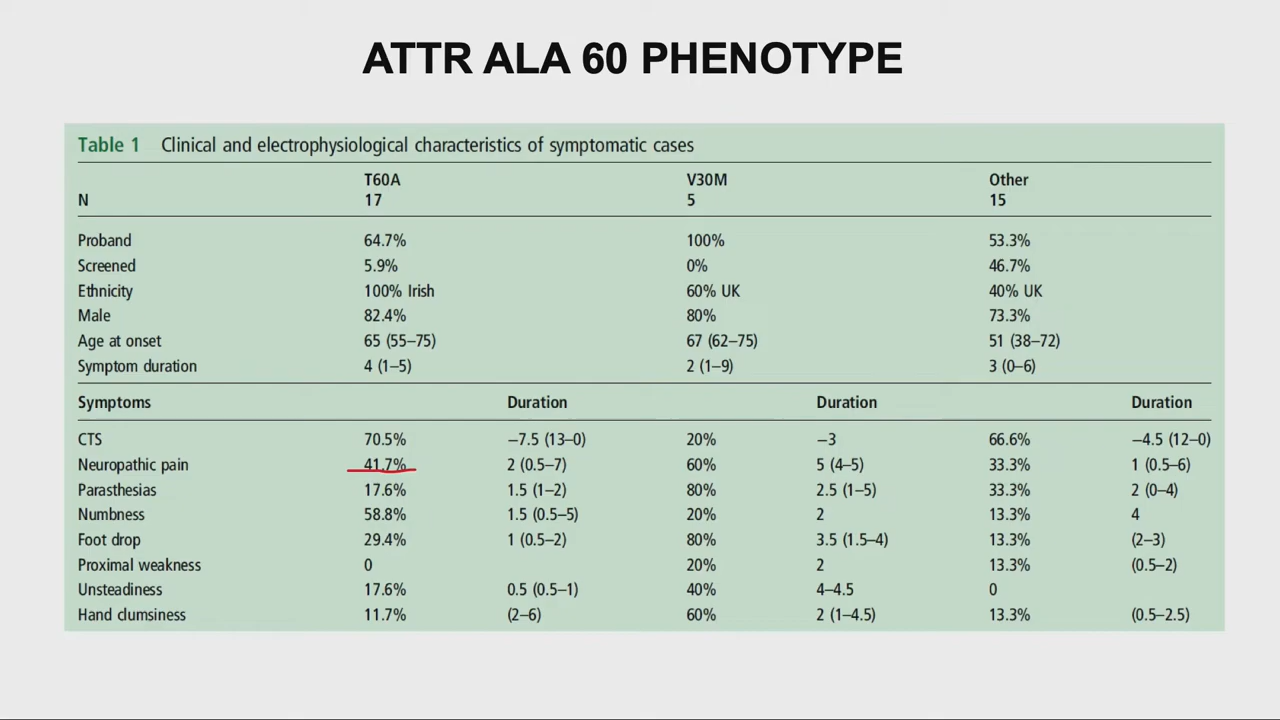 ATTR ALA 60 PHENOTYPE
Table 1 Clinical and electrophysiological characteristics of symptomatic cases
T60A V30M Other
N 17 5 15
Proband 64.7% 100% 53.3%
Screened 5.9% 0% 46.7%
Ethnicity 100% Irish 60% UK 40% UK
Male 82.4% 80% 73.3%
Age at onset 65 (55–75) 67 (62–75) 51 (38–72)
Symptom duration 4 (1–5) 2 (1–9) 3 (0–6)
Symptoms Duration Duration Duration
CTS 70.5% −7.5 (13–0) 20% −3 66.6% −4.5 (12–0)
Neuropathic pain 41.7% 2 (0.5–7) 60% 5 (4–5) 33.3% 1 (0.5–6)
Parasthesias 17.6% 1.5 (1–2) 80% 2.5 (1–5) 33.3% 2 (0–4)
Numbness 58.8% 1.5 (0.5–5) 20% 2 13.3% 4
Foot drop 29.4% 1 (0.5–2) 80% 3.5 (1.5–4) 13.3% (2–3)
Proximal weakness 0 20% 2 13.3% (0.5–2)
Unsteadiness 17.6% 0.5 (0.5–1) 40% 4–4.5 0
Hand clumsiness 11.7% (2–6) 60% 2 (1–4.5) 13.3% (0.5–2.5)